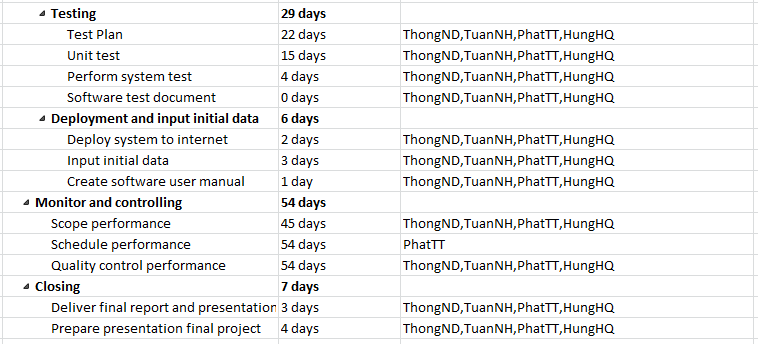 Testing 29 days
Test Plan 22 days ThongND,TuanNH,PhatTT,HungHQ
Unit test 15 days ThongND,TuanNH,PhatTT,HungHQ
Perform system test 4 days ThongND,TuanNH,PhatTT,HungHQ
Software test document 0 days ThongND,TuanNH,PhatTT,HungHQ
Deployment and input initial data 6 days
Deploy system to internet 2 days ThongND,TuanNH,PhatTT,HungHQ
Input initial data 3 days ThongND,TuanNH,PhatTT,HungHQ
Create software user manual 1 day ThongND,TuanNH,PhatTT,HungHQ
Monitor and controlling 54 days
Scope performance 45 days ThongND,TuanNH,PhatTT,HungHQ
Schedule performance 54 days PhatTT
Quality control performance 54 days ThongND,TuanNH,PhatTT,HungHQ
Closing 7 days
Deliver final report and presentation 3 days ThongND,TuanNH,PhatTT,HungHQ
Prepare presentation final project 4 days ThongND,TuanNH,PhatTT,HungHQ